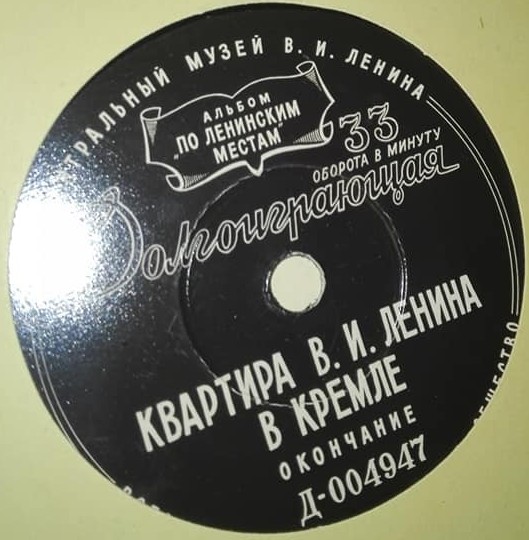 ТРАЛЬНЫЙ МУЗЕЙ В. И. ЛЕНИНА
АЛЬБОМ
„ПО ЛЕНИНСКИМ
МЕСТАМ"
33
ОБОРОТА В МИНУТУ
Долгоиграющая
КВАРТИРА В. И. ЛЕНИНА
В КРЕМЛЕ
ОКОНЧАНИЕ
Д-004947